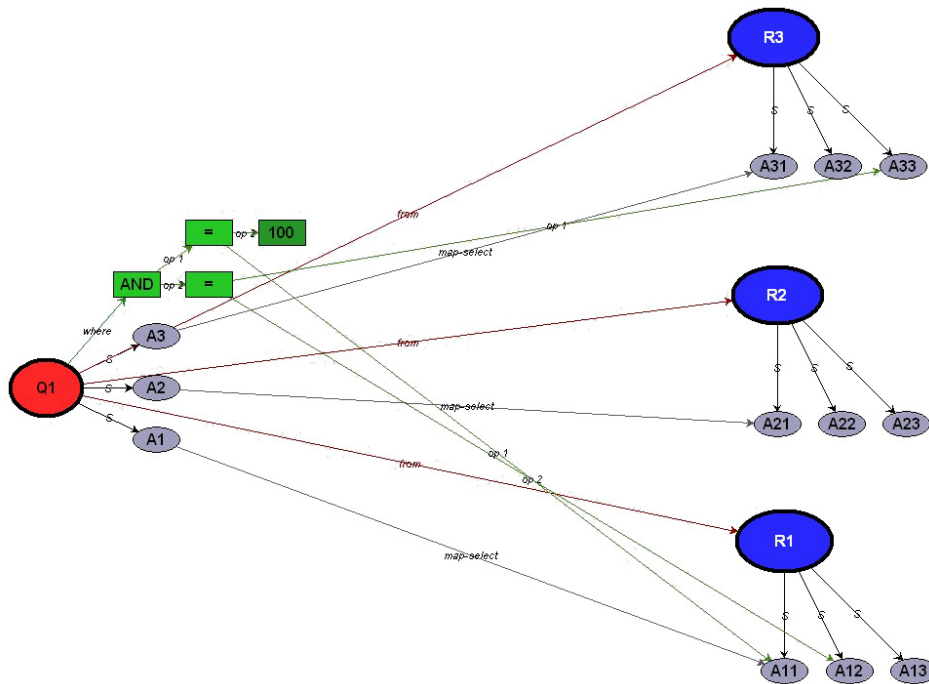 R3
S
S
S
A31
A32
A33
from
op 1
= op 2 100
map-select
op 1
AND op 2 =
R2
where
A3
from
S
S
S
S
Q1
S
A2
S
A1
map-select
A21
A22
A23
op 1
from
op 2
R1
map-select
S
S
S
A11
A12
A13